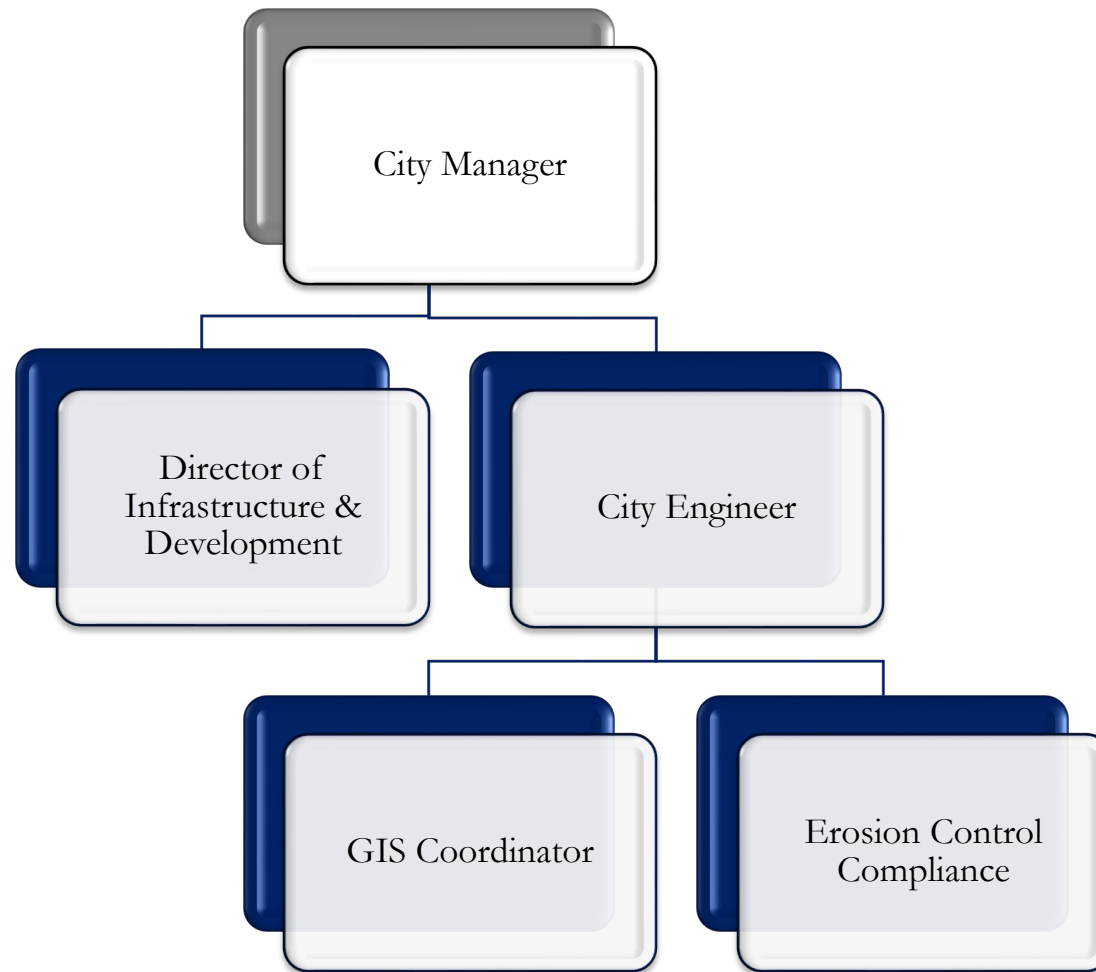 City Manager
Director of
Infrastructure &
Development
City Engineer
GIS Coordinator
Erosion Control
Compliance